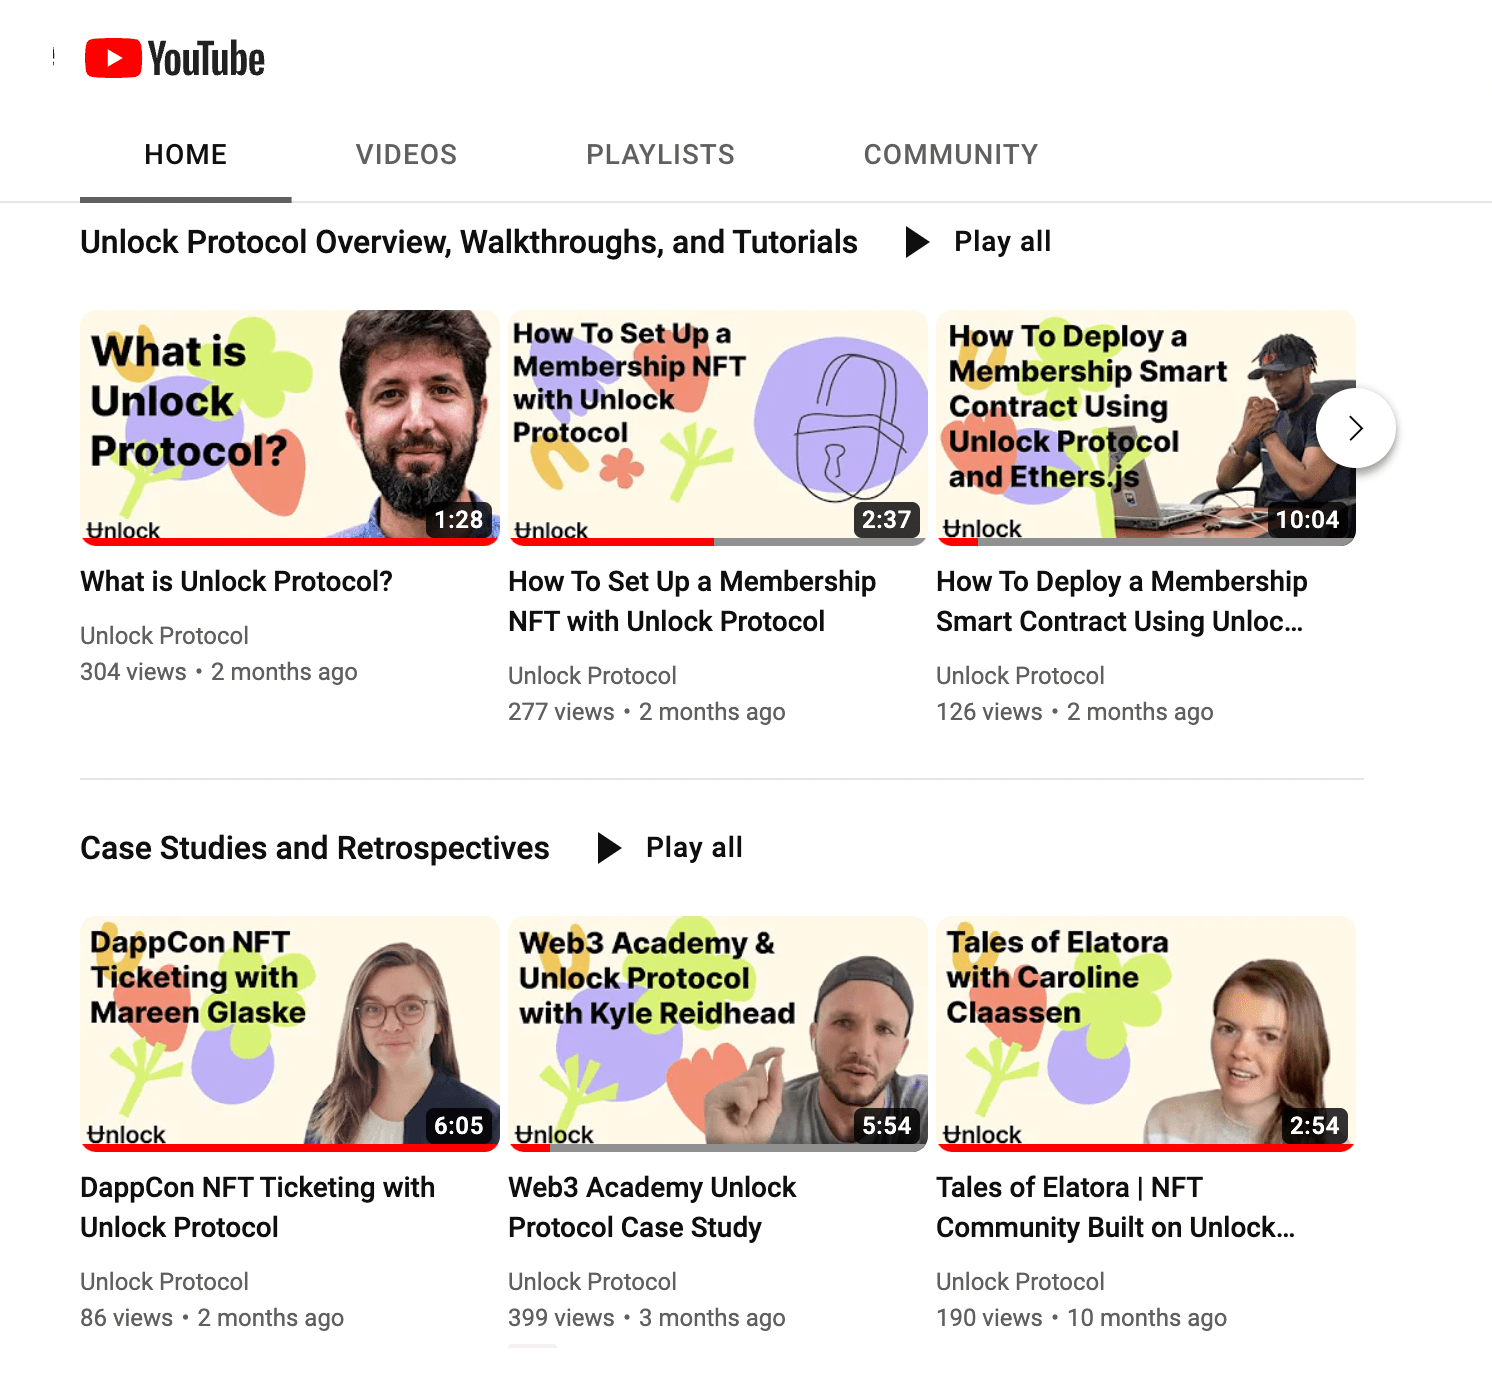 YouTube
HOME VIDEOS PLAYLISTS COMMUNITY
Unlock Protocol Overview, Walkthroughs, and Tutorials Play all
What is
Unlock
Protocol?
Unlock
1:28
How To Set Up a
Membership NFT
with Unlock
Protocol
Unlock
2:37
How To Deploy a
Membership Smart
Contract Using
Unlock Protocol
and Ethers.js
Unlock
10:04
What is Unlock Protocol?
Unlock Protocol
304 views • 2 months ago
How To Set Up a Membership
NFT with Unlock Protocol
Unlock Protocol
277 views • 2 months ago
How To Deploy a Membership
Smart Contract Using Unloc...
Unlock Protocol
126 views • 2 months ago
Case Studies and Retrospectives Play all
DappCon NFT
Ticketing with
Mareen Glaske
Unlock
6:05
Web3 Academy &
Unlock Protocol
with Kyle Reidhead
Unlock
5:54
Tales of Elatora
with Caroline
Claassen
Unlock
2:54
DappCon NFT Ticketing with
Unlock Protocol
Unlock Protocol
86 views • 2 months ago
Web3 Academy Unlock
Protocol Case Study
Unlock Protocol
399 views • 3 months ago
Tales of Elatora | NFT
Community Built on Unlock...
Unlock Protocol
190 views • 10 months ago